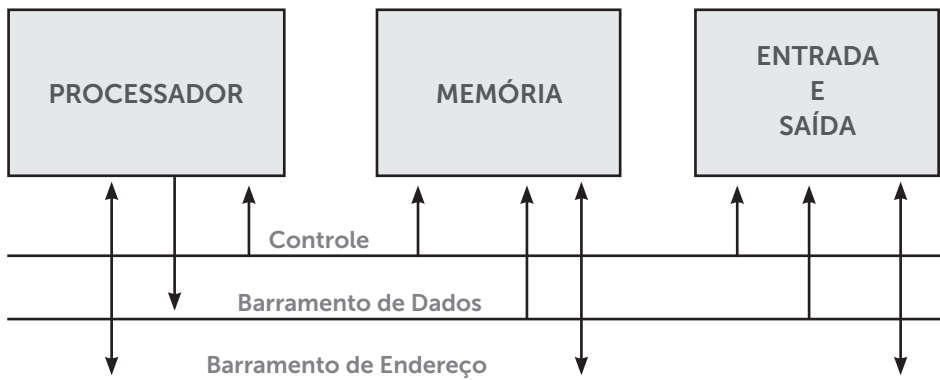 PROCESSADOR
MEMÓRIA
ENTRADA
E
SAÍDA
Controle
Barramento de Dados
Barramento de Endereço